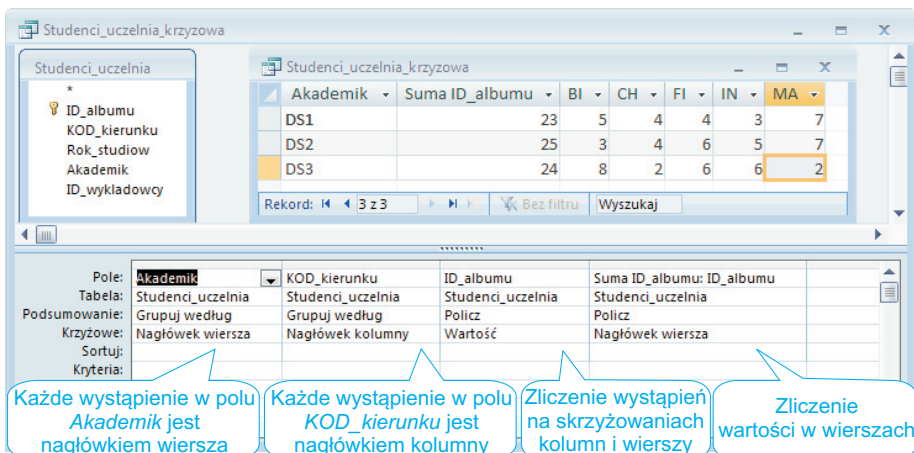 Studenci_uczelnia_krzyzowa
Studenci_uczelnia
*
ID_albumu
KOD_kierunku
Rok_studiow
Akademik
ID_wykladowcy
Studenci_uczelnia_krzyzowa
Akademik Suma ID_albumu BI CH FI IN MA
DS1 23 5 4 4 3 7
DS2 25 3 4 6 5 7
DS3 24 8 2 6 6 2
Rekord: 3 z 3 Bez filtru Wyszukaj
Pole: Akademik KOD_kierunku ID_albumu Suma ID_albumu: ID_albumu
Tabela: Studenci_uczelnia Studenci_uczelnia Studenci_uczelnia Studenci_uczelnia
Podsumowanie: Grupuj według Grupuj według Policz Policz
Krzyżowe: Nagłówek wiersza Nagłówek kolumny Wartość Nagłówek wiersza
Sortuj:
Kryteria:
Każde wystąpienie w polu
Akademik jest
nagłówkiem wiersza
Każde wystąpienie w polu
KOD_kierunku jest
nagłówkiem kolumny
Zliczenie wystąpień
na skrzyżowaniach
kolumn i wierszy
Zliczenie
wartości w wierszach